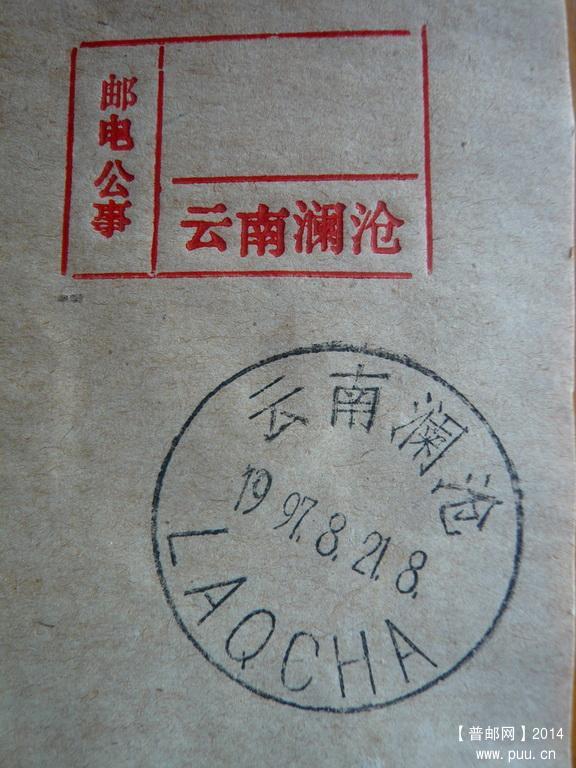 邮电公事
云南澜沧
云南澜沧
1997.8.21.8.
LAQCHA
【普邮网】2014
www.puu.cn